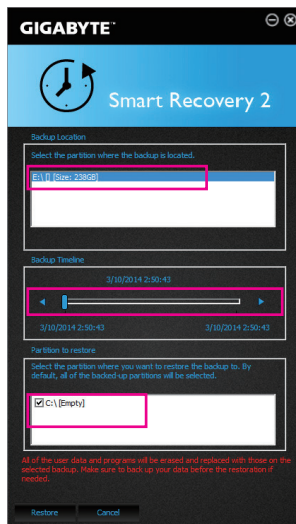 GIGABYTE™
Smart Recovery 2
Backup Location
Select the partition where the backup is located.
E:\ [] [Size: 238GB]
Backup Timeline
3/10/2014 2:50:43
3/10/2014 2:50:43 3/10/2014 2:50:43
Partition to restore
Select the partition where you want to restore the backup to. By
default, all of the backed-up partitions will be selected.
C:\ [Empty]
All of the user data and programs will be erased and replaced with those on the
selected backup. Make sure to back up your data before the restoration if
needed.
Restore Cancel